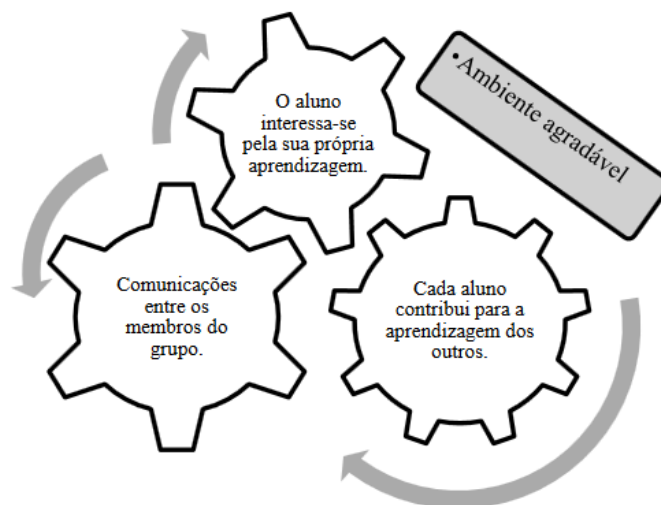 O aluno
interessa-se
pela sua própria
aprendizagem.
•Ambiente agradável
Comunicações
entre os
membros do
grupo.
Cada aluno
contribui para a
aprendizagem dos
outros.